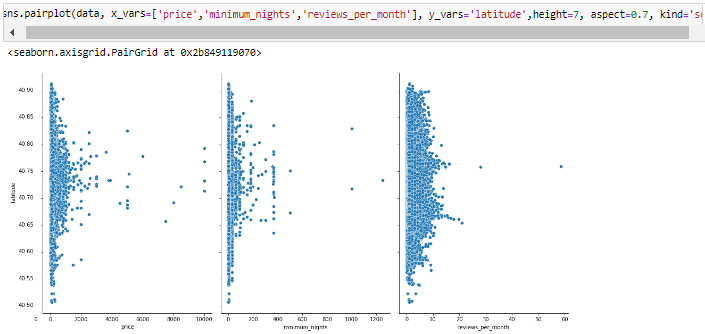 sns.pairplot(data, x_vars=['price','minimum_nights','reviews_per_month'], y_vars='latitude',height=7, aspect=0.7, kind='s
<seaborn.axisgrid.PairGrid at 0x2b849119070>
40.90
40.85
40.80
40.75
40.70
40.65
40.60
40.55
40.50
latitude
0 2000 4000 6000 8000 10000
price
0 200 400 600 800 1000 1200
minimum_nights
0 10 20 30 40 50 60
reviews_per_month